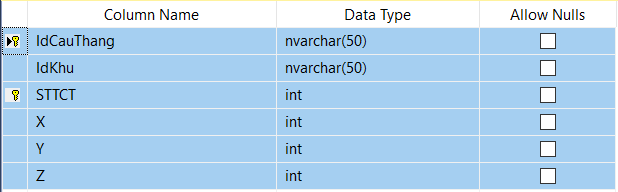 Column Name Data Type Allow Nulls
IdCauThang nvarchar(50)
IdKhu nvarchar(50)
STTCT int
X int
Y int
Z int